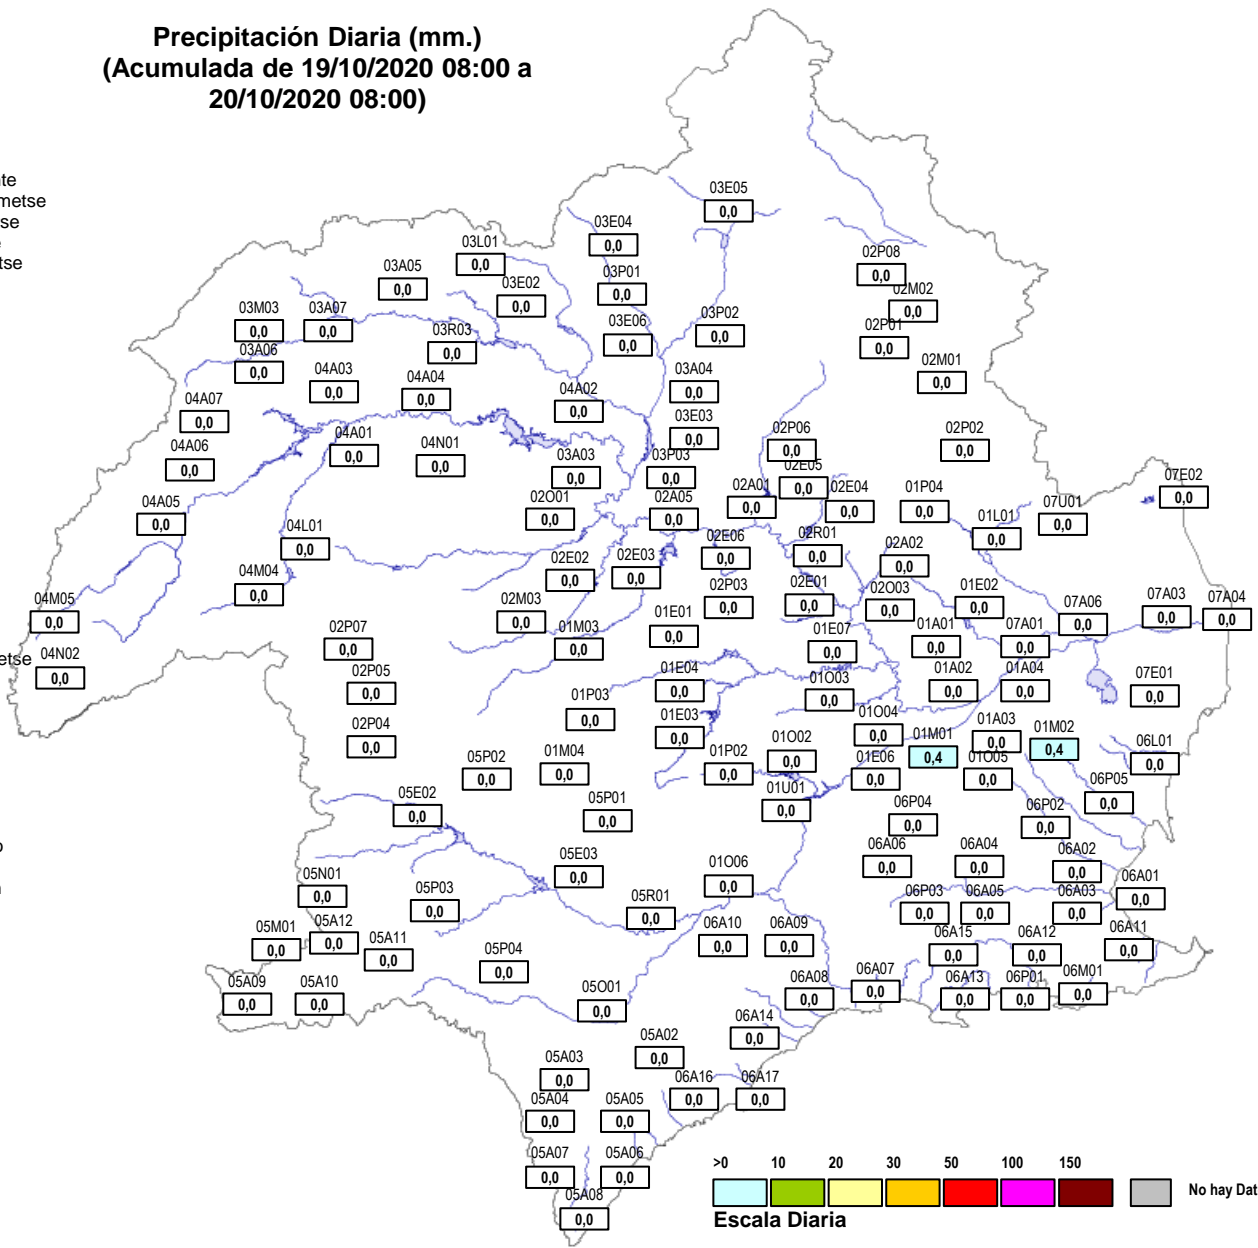 Precipitación Diaria (mm.)
(Acumulada de 19/10/2020 08:00 a
20/10/2020 08:00)
te
metse
se
tse
03E05
0,0
03E04
0,0
03L01
0,0
02P08
0,0
03A05
0,0
03P01
0,0
03E02
0,0
02M02
0,0
03M03
0,0
03A07
0,0
03P02
0,0
03E06
0,0
03R03
0,0
02P01
0,0
03A06
0,0
02M01
0,0
04A03
0,0
04A04
0,0
03A04
0,0
04A02
0,0
04A07
0,0
03E03
0,0
02P06
0,0
02P02
0,0
04A01
0,0
04N01
0,0
04A06
0,0
03A03
0,0
03P03
0,0
02E05
0,0
07E02
0,0
02A01
0,0
02E04
0,0
01P04
0,0
02O01
0,0
02A05
0,0
04A05
0,0
07U01
0,0
01L01
0,0
04L01
0,0
02E06
0,0
02R01
0,0
02A02
0,0
02E02
0,0
02E03
0,0
04M04
0,0
02P03
0,0
02E01
0,0
02O03
0,0
01E02
0,0
04M05
0,0
02M03
0,0
07A06
0,0
07A03
0,0
07A04
0,0
01E01
0,0
02P07
0,0
01M03
0,0
01E07
0,0
01A01
0,0
07A01
0,0
etse
04N02
0,0
02P05
0,0
01E04
0,0
01O03
0,0
01A02
0,0
01A04
0,0
07E01
0,0
01P03
0,0
01E03
0,0
01O04
0,0
02P04
0,0
01M01
0,4
01A03
0,0
01M02
0,4
05P02
0,0
01M04
0,0
01P02
0,0
01O02
0,0
01E06
0,0
01O05
0,0
06L01
0,0
05E02
0,0
05P01
0,0
01U01
0,0
06P04
0,0
06P02
0,0
06P05
0,0
05E03
0,0
01O06
0,0
06A06
0,0
06A04
0,0
06A02
0,0
05N01
0,0
05P03
0,0
05R01
0,0
06P03
0,0
06A05
0,0
06A03
0,0
06A01
0,0
05M01
0,0
05A12
0,0
05A11
0,0
06A10
0,0
06A09
0,0
06A15
0,0
06A12
0,0
06A11
0,0
05P04
0,0
05A09
0,0
05A10
0,0
05O01
0,0
06A08
0,0
06A07
0,0
06A13
0,0
06P01
0,0
06M01
0,0
06A14
0,0
05A02
0,0
05A03
0,0
06A16
0,0
06A17
0,0
05A04
0,0
05A05
0,0
05A07
0,0
05A06
0,0
05A08
0,0
>0 10 20 30 50 100 150
No hay Dat
Escala Diaria